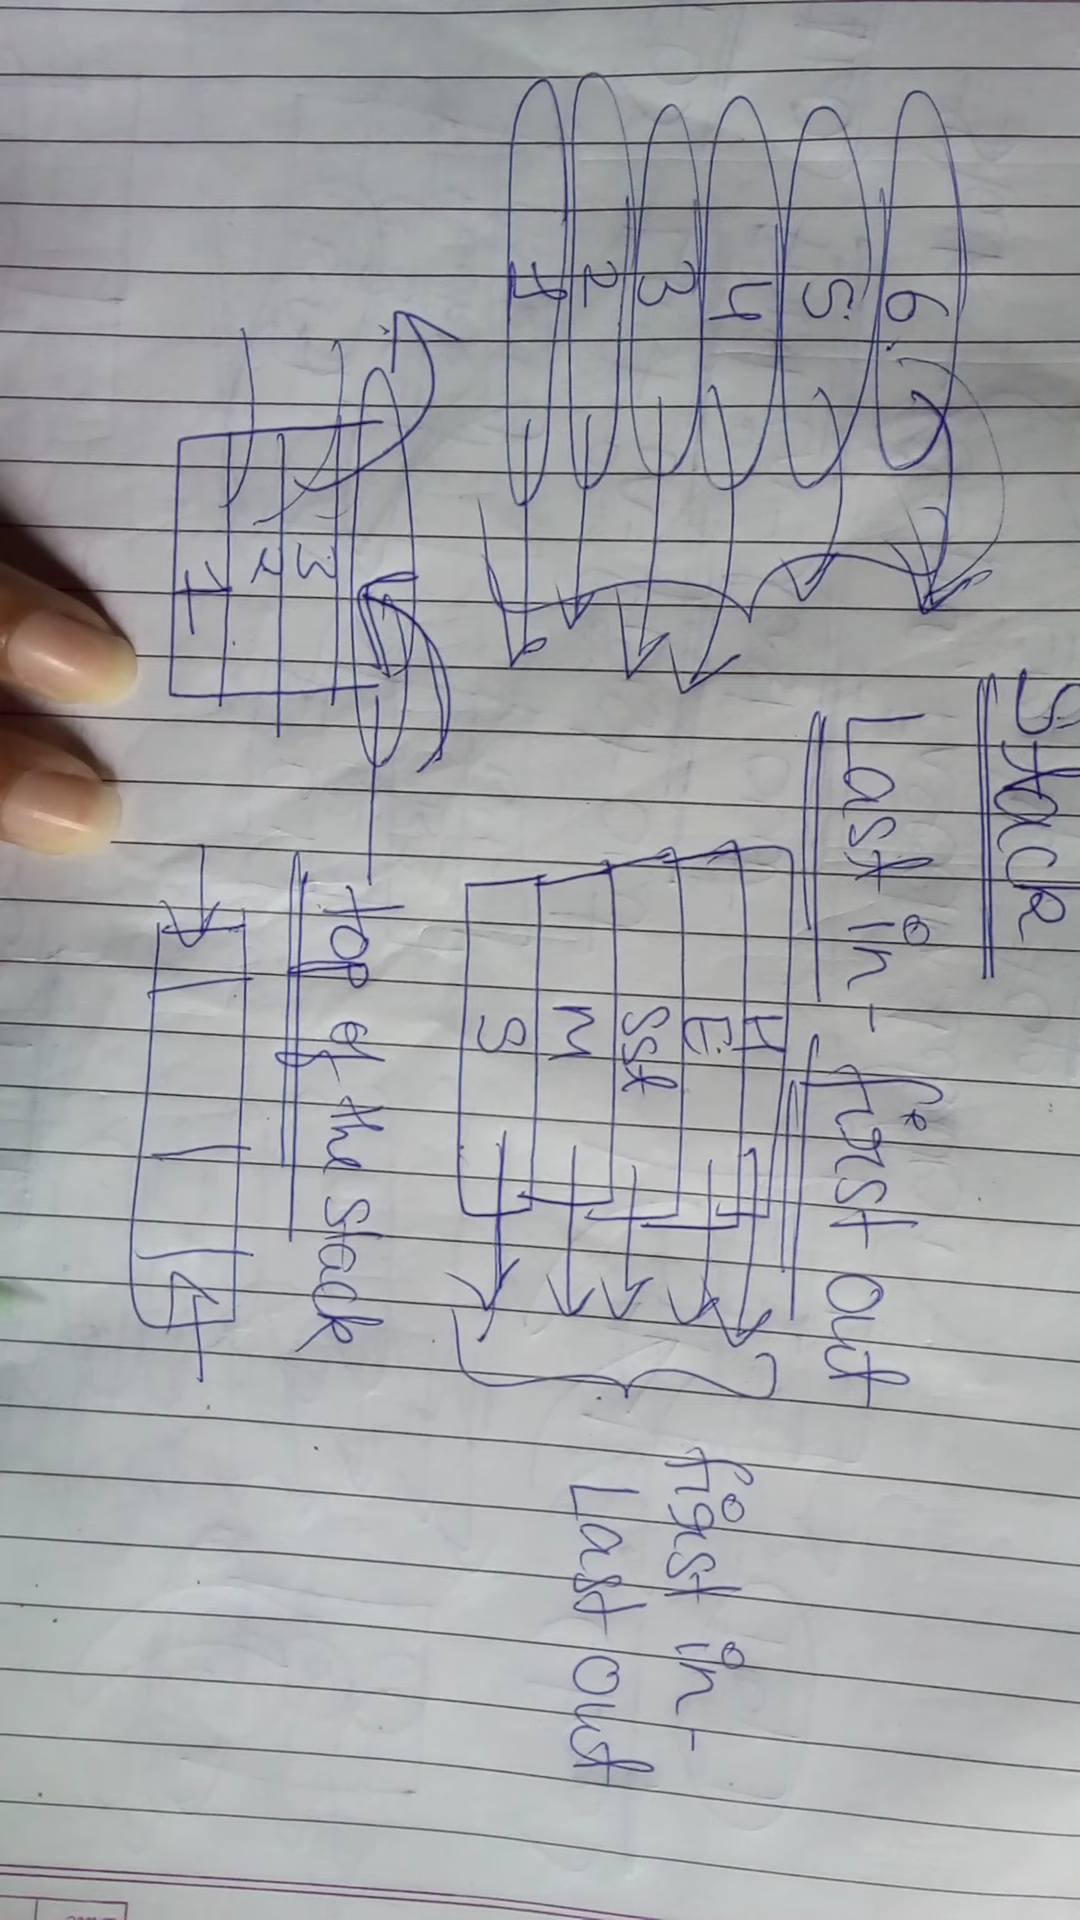 Stack
Last in - first out
6
5
4
3
2
1
H
E
SSt
M
S
first in -
Last out
3
2
1
top of the Stack